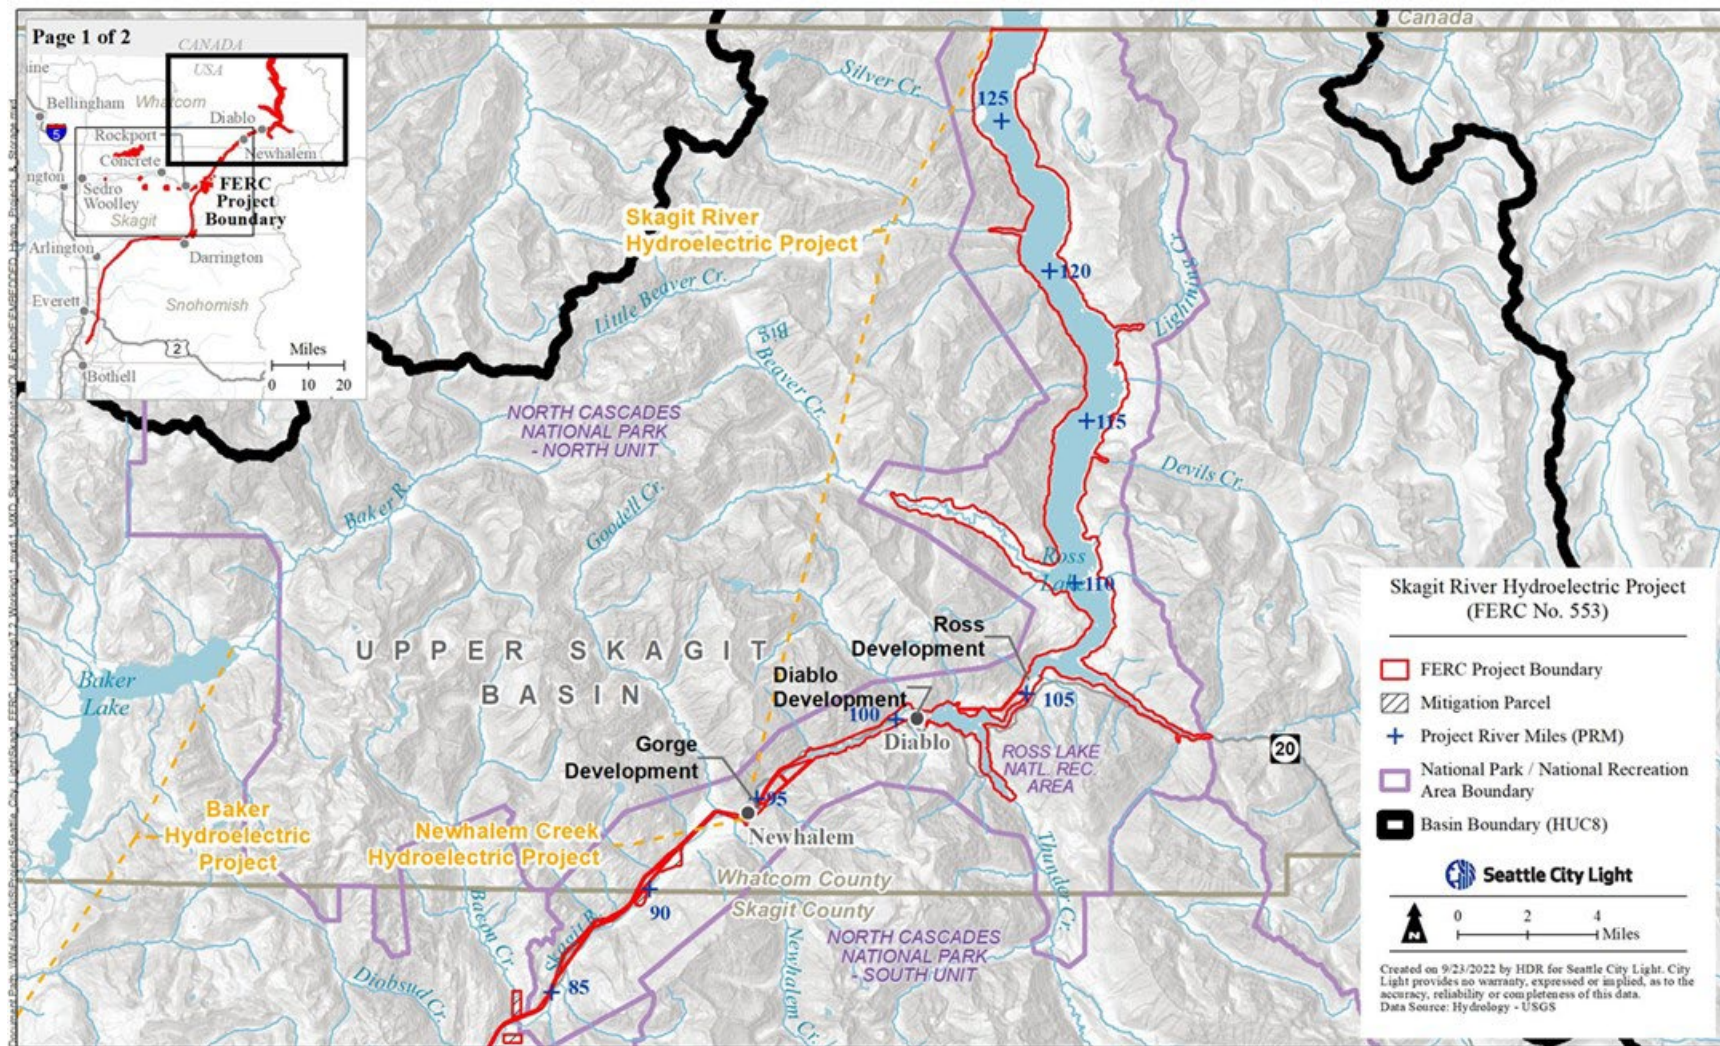 Page 1 of 2
CANADA
USA
Bellingham
Whatcom
5
Diablo
Rockport
Newhalem
Concrete
Sedro
Woolley
FERC
Project
Boundary
Skagit
Arlington
Darrington
Everett
Snohomish
2
Miles
0 10 20
Bothell
Canada
Silver Cr.
125
Skagit River
Hydroelectric Project
120
Lightning Cr.
Little Beaver Cr.
Big
Beaver Cr.
115
NORTH CASCADES
NATIONAL PARK
- NORTH UNIT
Devils Cr.
Baker R.
Goodell Cr.
Ross
Lake
110
UPPER SKAGIT
BASIN
Ross
Development
Diablo
Development
105
100
Diablo
Baker
Lake
Gorge
Development
ROSS LAKE
NATL. REC.
AREA
20
95
Newhalem
Baker
Hydroelectric
Project
Newhalem Creek
Hydroelectric Project
Thunder Cr.
Whatcom County
Skagit County
90
Bacon Cr.
Skagit R.
Newhalem Cr.
NORTH CASCADES
NATIONAL PARK
- SOUTH UNIT
Diobsud Cr.
85
Skagit River Hydroelectric Project
(FERC No. 553)
FERC Project Boundary
Mitigation Parcel
Project River Miles (PRM)
National Park / National Recreation
Area Boundary
Basin Boundary (HUC8)
Seattle City Light
N
0 2 4
Miles
Created on 9/23/2022 by HDR for Seattle City Light. City
Light provides no warranty, expressed or implied, as to the
accuracy, reliability or completeness of this data.
Data Source: Hydrology - USGS